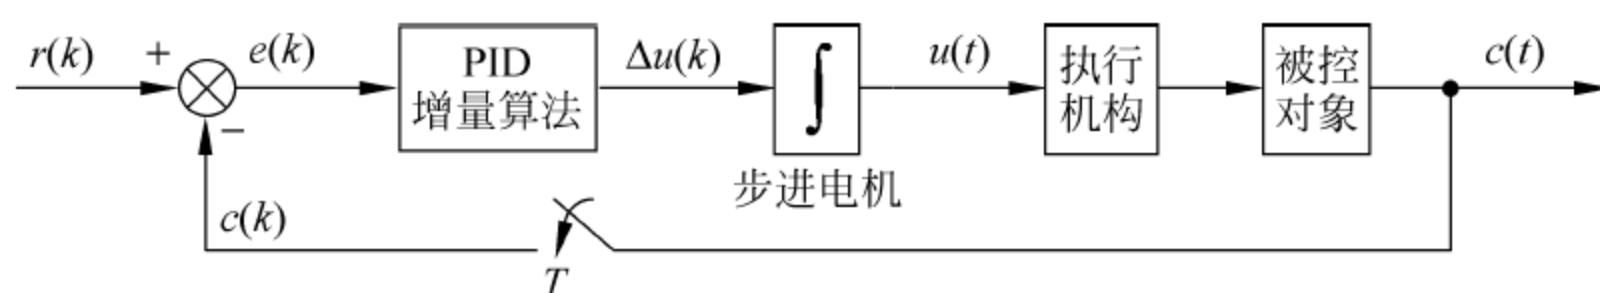 r(k)
+
−
e(k)
PID
增量算法
Δu(k)
∫
步进电机
u(t)
执行
机构
被控
对象
c(t)
c(k)
T